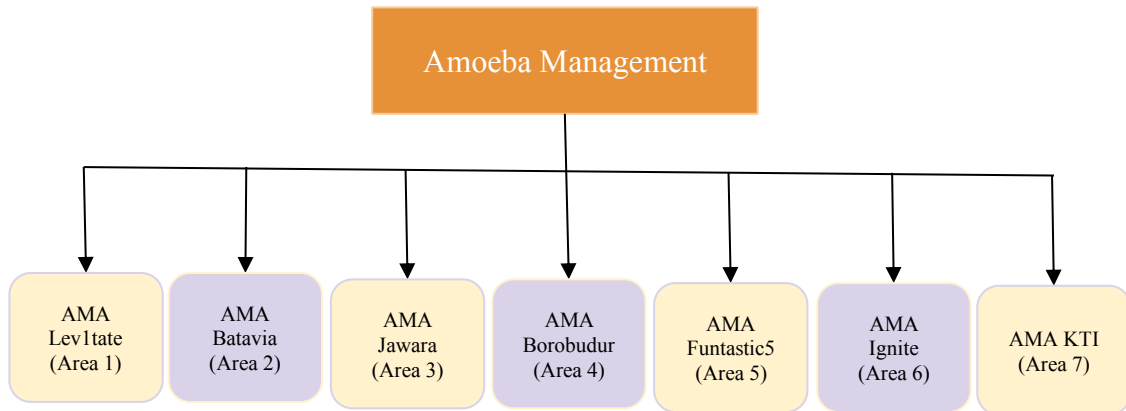 Amoeba Management
AMA
Lev1tate
(Area 1)
AMA
Batavia
(Area 2)
AMA
Jawara
(Area 3)
AMA
Borobudur
(Area 4)
AMA
Funtastic5
(Area 5)
AMA
Ignite
(Area 6)
AMA KTI
(Area 7)